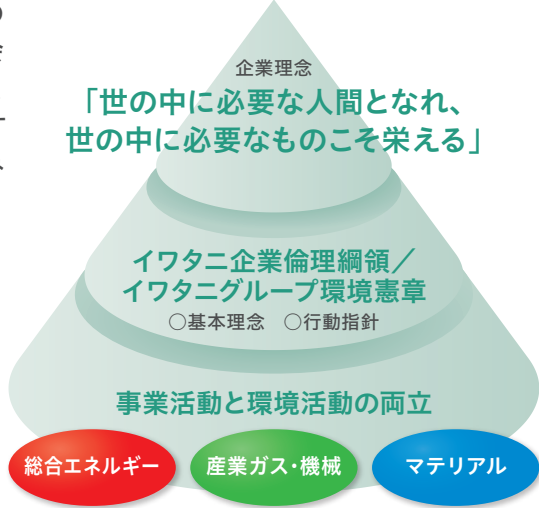 企業理念
「世の中に必要な人間となれ、
世の中に必要なものこそ栄える」
イワタニ企業倫理綱領／
イワタニグループ環境憲章
○基本理念　○行動指針
事業活動と環境活動の両立
総合エネルギー
産業ガス・機械
マテリアル